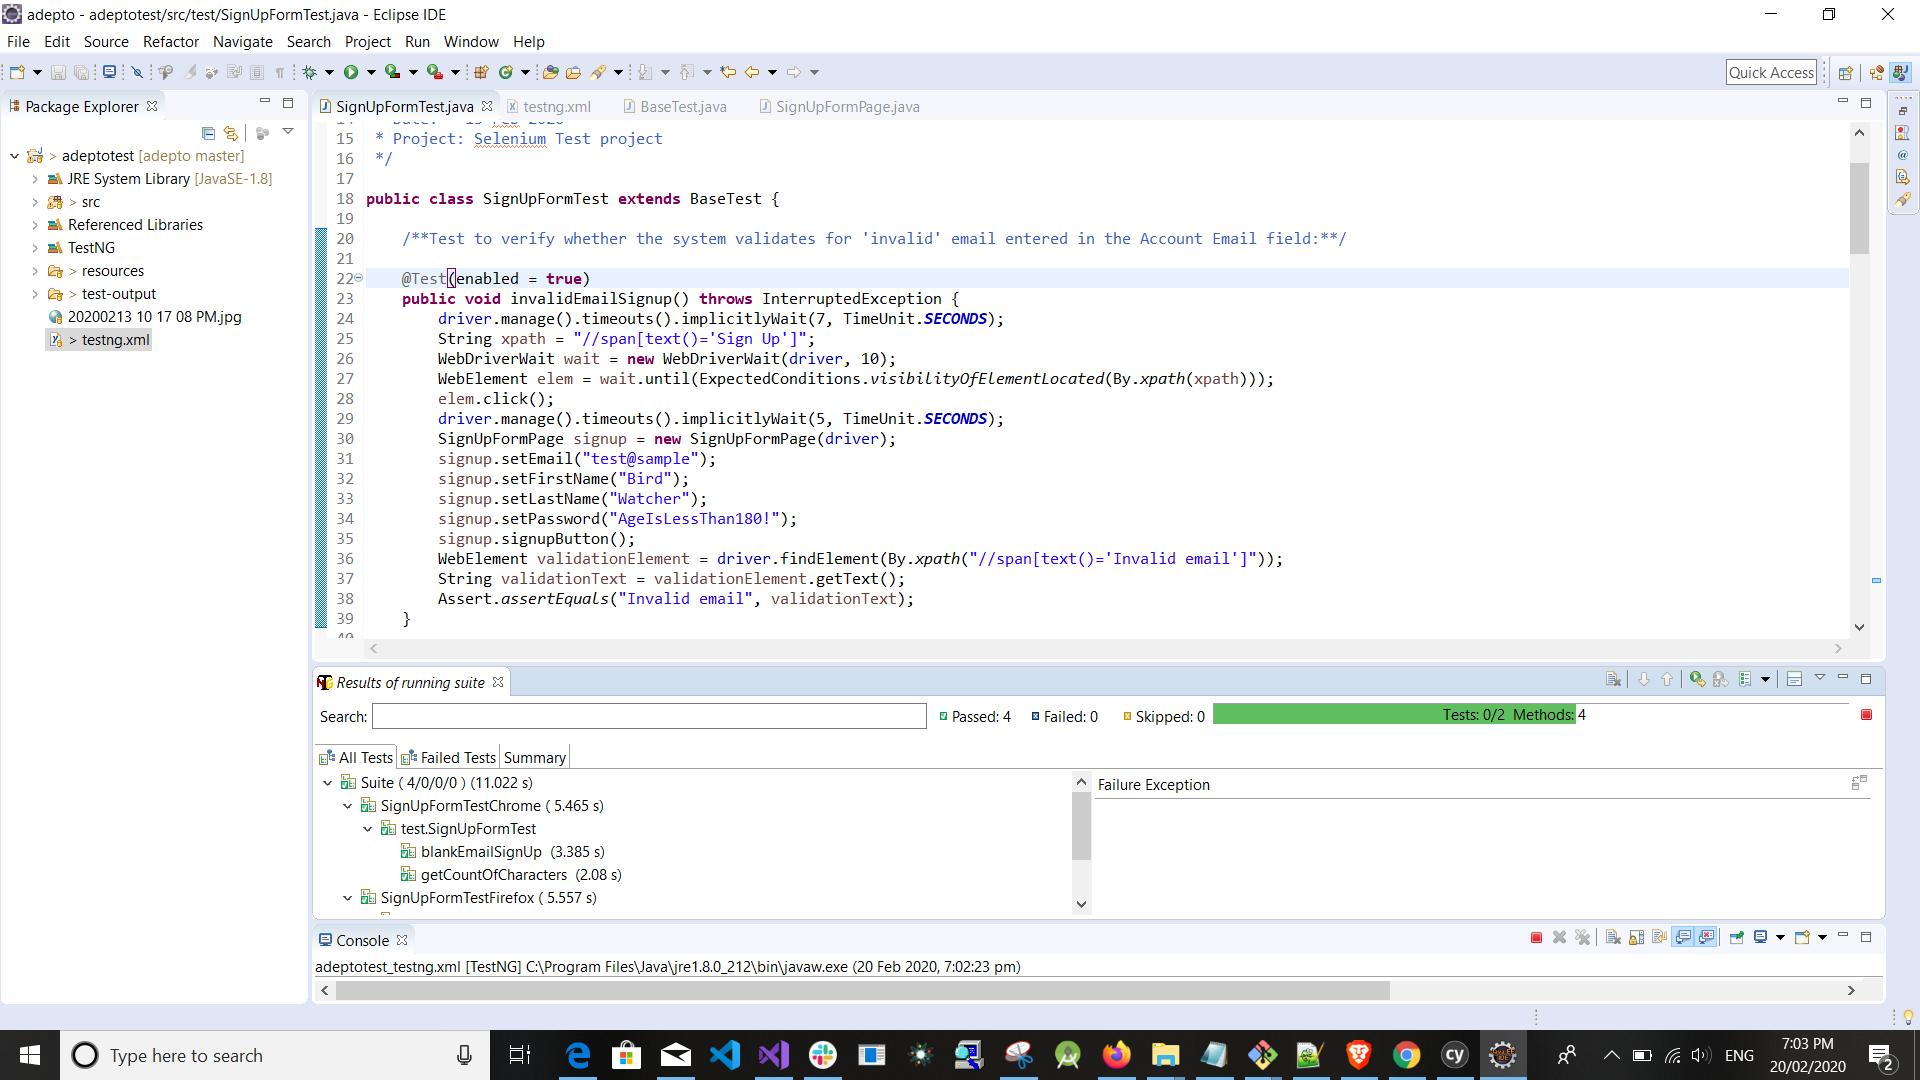 adepto - adeptotest/src/test/SignUpFormTest.java - Eclipse IDE
File Edit Source Refactor Navigate Search Project Run Window Help
Quick Access
Package Explorer
SignUpFormTest.java testng.xml BaseTest.java SignUpFormPage.java
> adeptotest [adepto master]
JRE System Library [JavaSE-1.8]
> src
Referenced Libraries
TestNG
> resources
> test-output
20200213 10 17 08 PM.jpg
> testng.xml
15 * Project: Selenium Test project
16 */
17
18 public class SignUpFormTest extends BaseTest {
19
20 /**Test to verify whether the system validates for 'invalid' email entered in the Account Email field:**/
21
22 @Test(enabled = true)
23 public void invalidEmailSignup() throws InterruptedException {
24 driver.manage().timeouts().implicitlyWait(7, TimeUnit.SECONDS);
25 String xpath = "//span[text()='Sign Up']";
26 WebDriverWait wait = new WebDriverWait(driver, 10);
27 WebElement elem = wait.until(ExpectedConditions.visibilityOfElementLocated(By.xpath(xpath)));
28 elem.click();
29 driver.manage().timeouts().implicitlyWait(5, TimeUnit.SECONDS);
30 SignUpFormPage signup = new SignUpFormPage(driver);
31 signup.setEmail("test@sample");
32 signup.setFirstName("Bird");
33 signup.setLastName("Watcher");
34 signup.setPassword("AgeIsLessThan180!");
35 signup.signupButton();
36 WebElement validationElement = driver.findElement(By.xpath("//span[text()='Invalid email']"));
37 String validationText = validationElement.getText();
38 Assert.assertEquals("Invalid email", validationText);
39 }
Results of running suite
Search: Passed: 4 Failed: 0 Skipped: 0 Tests: 0/2 Methods: 4
All Tests Failed Tests Summary
Suite ( 4/0/0/0 ) (11.022 s)
SignUpFormTestChrome ( 5.465 s)
test.SignUpFormTest
blankEmailSignUp (3.385 s)
getCountOfCharacters (2.08 s)
SignUpFormTestFirefox ( 5.557 s)
Failure Exception
Console
adeptotest_testng.xml [TestNG] C:\Program Files\Java\jre1.8.0_212\bin\javaw.exe (20 Feb 2020, 7:02:23 pm)
Type here to search
cy
ENG
7:03 PM
20/02/2020
2